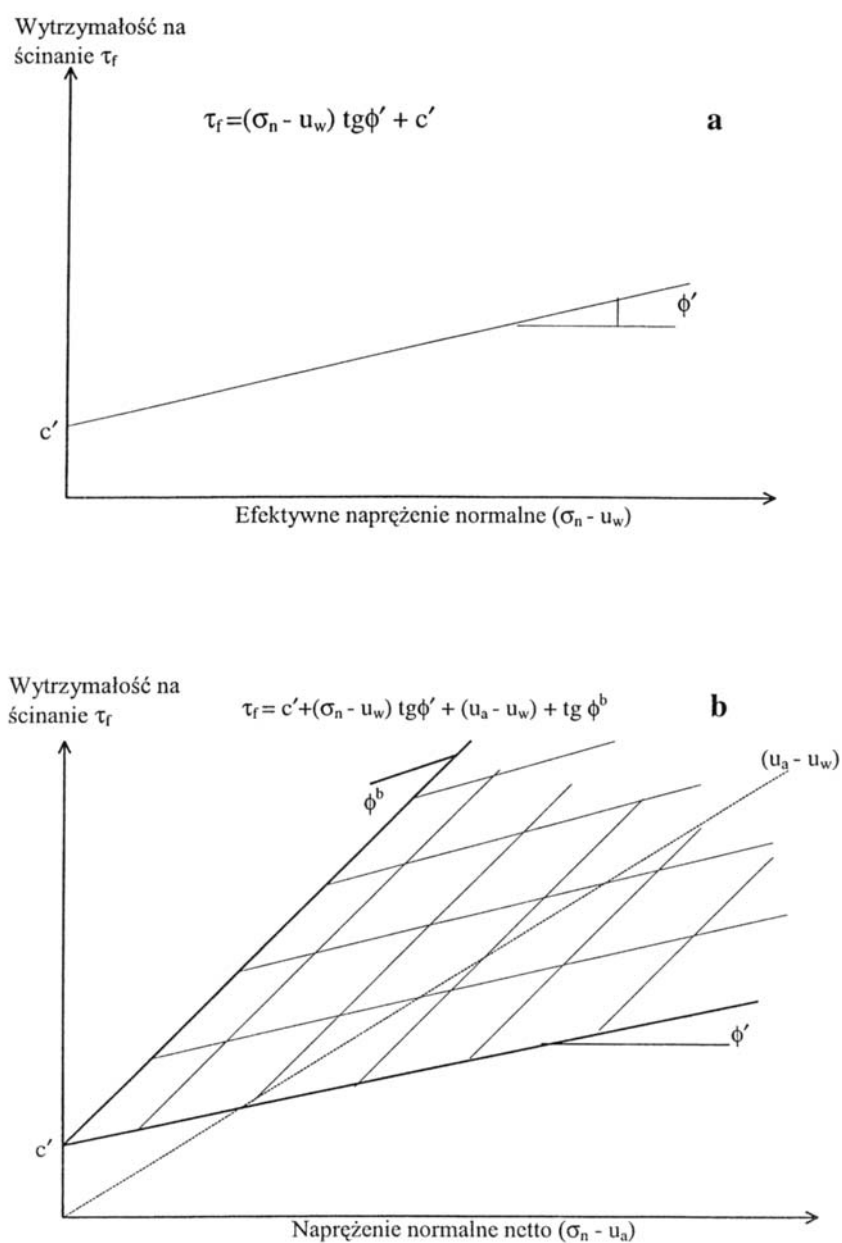 Wytrzymałość na
ścinanie τf
τf=(σn - uw) tgϕ′ + c′
a
ϕ′
c′
Efektywne naprężenie normalne (σn - uw)
Wytrzymałość na
ścinanie τf
τf = c′+(σn - uw) tgϕ′ + (ua - uw) + tg ϕb
b
(ua - uw)
ϕb
ϕ′
c′
Naprężenie normalne netto (σn - ua)